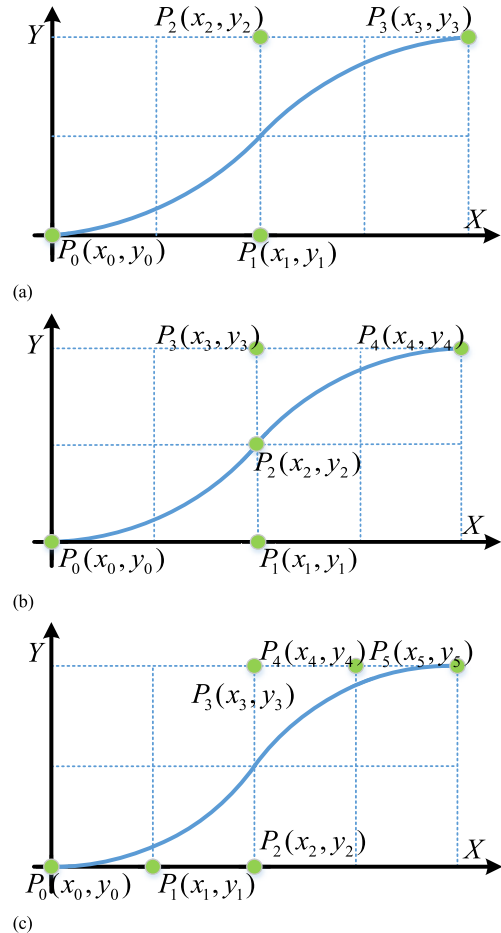 Y
P₂(x₂, y₂) P₃(x₃, y₃)
X
P₀(x₀, y₀) P₁(x₁, y₁)
(a)
Y
P₃(x₃, y₃) P₄(x₄, y₄)
P₂(x₂, y₂)
X
P₀(x₀, y₀) P₁(x₁, y₁)
(b)
Y
P₄(x₄, y₄) P₅(x₅, y₅)
P₃(x₃, y₃)
P₂(x₂, y₂)
X
P₀(x₀, y₀) P₁(x₁, y₁)
(c)